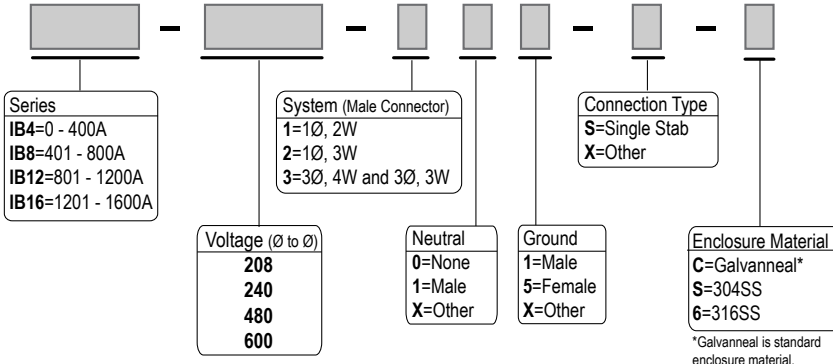 Series
IB4=0 - 400A
IB8=401 - 800A
IB12=801 - 1200A
IB16=1201 - 1600A
Voltage (Ø to Ø)
208
240
480
600
System (Male Connector)
1=1Ø, 2W
2=1Ø, 3W
3=3Ø, 4W and 3Ø, 3W
Neutral
0=None
1=Male
X=Other
Ground
1=Male
5=Female
X=Other
Connection Type
S=Single Stab
X=Other
Enclosure Material
C=Galvanneal*
S=304SS
6=316SS
*Galvanneal is standard
enclosure material.